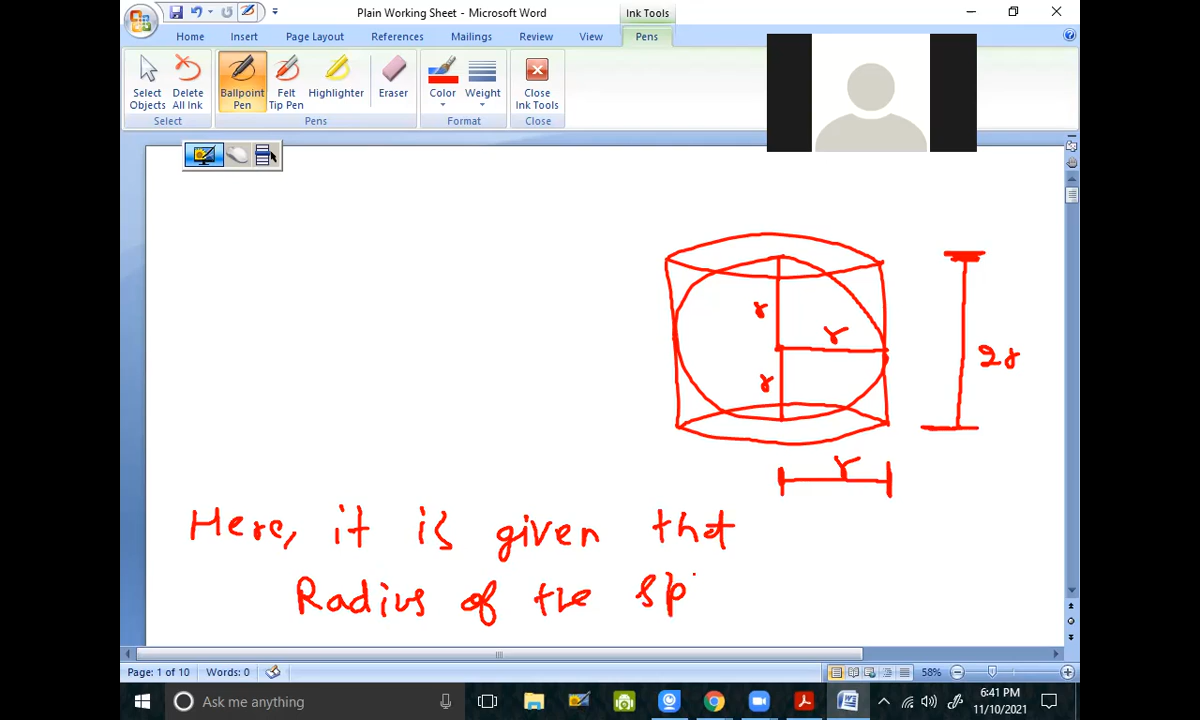 Plain Working Sheet - Microsoft Word
Ink Tools
Home Insert Page Layout References Mailings Review View Pens
Select Objects
Delete All Ink
Ballpoint Pen
Felt Tip Pen
Highlighter
Eraser
Color
Weight
Close Ink Tools
Select
Pens
Format
Close
r
r
r
2r
r
Here, it is given that
Radius of the sp
Page: 1 of 10 Words: 0
58%
Ask me anything
6:41 PM
11/10/2021